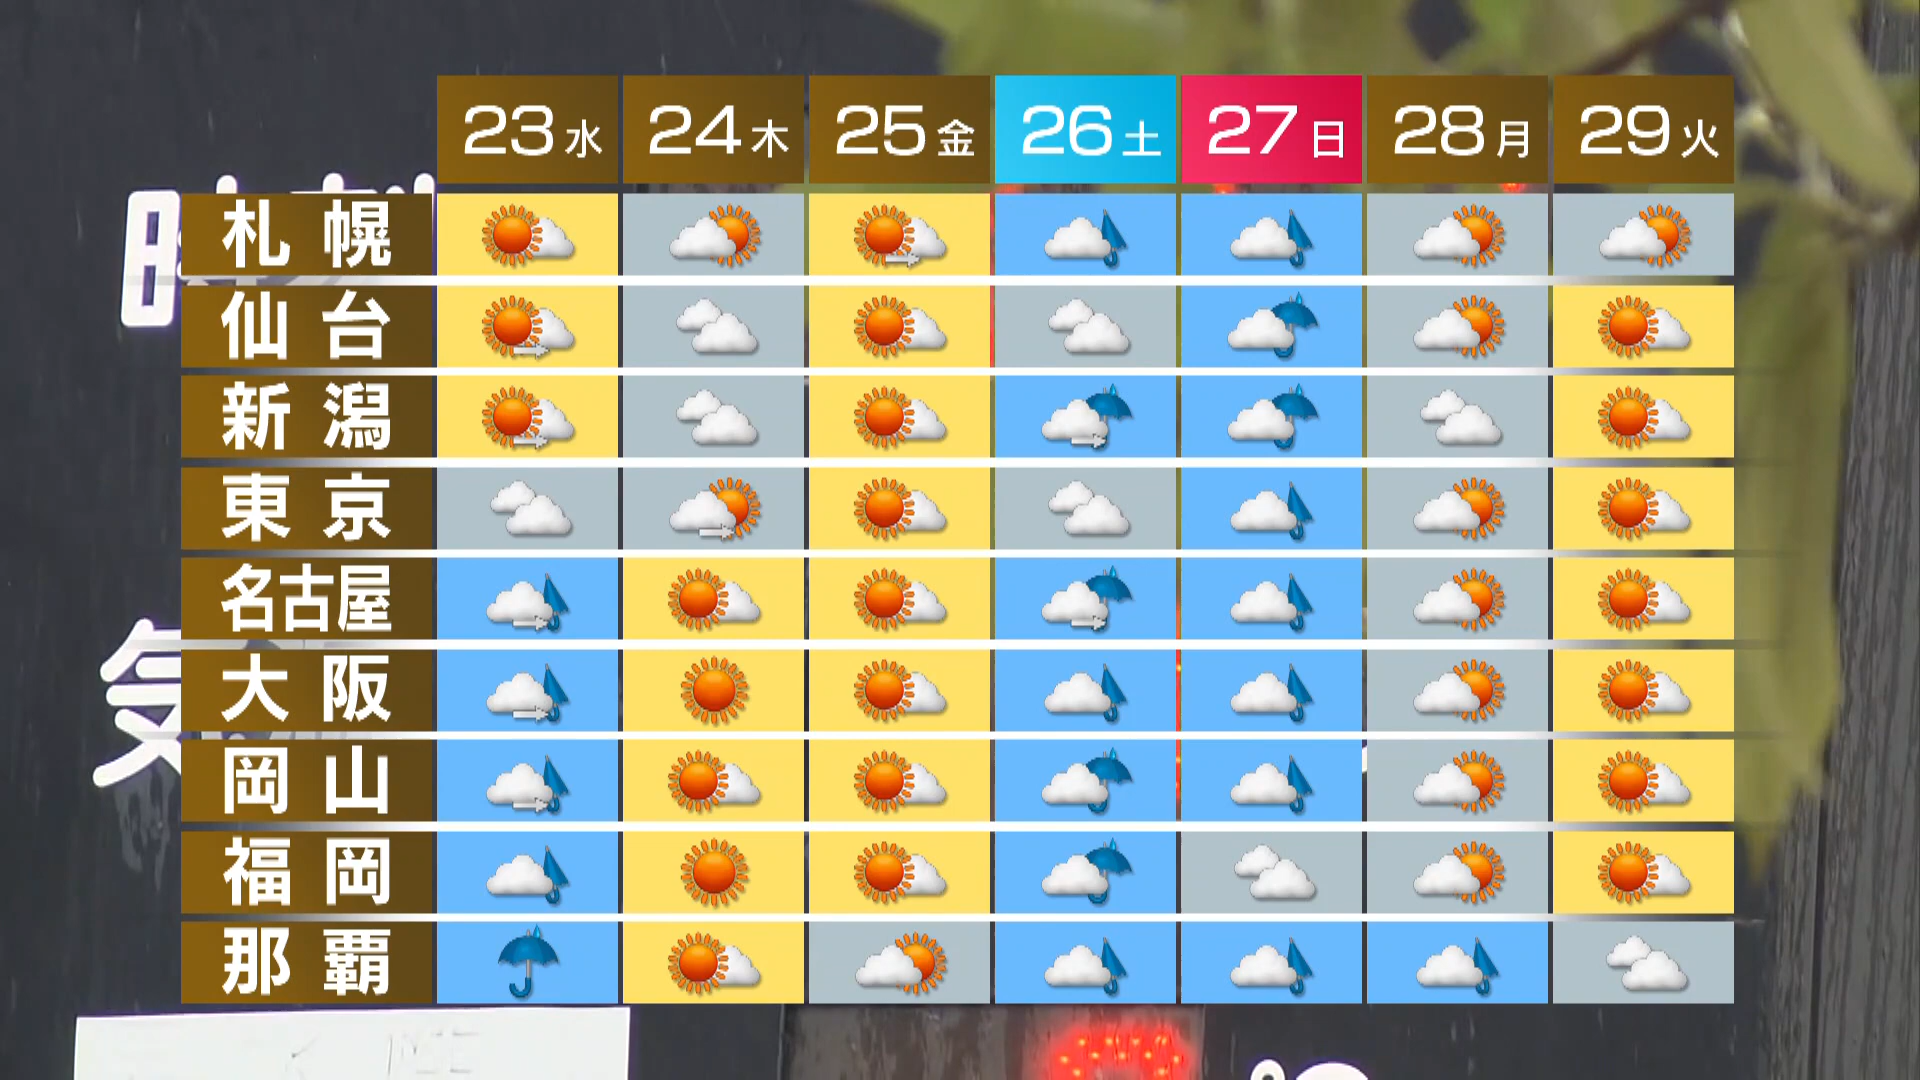 23水 24木 25金 26土 27日 28月 29火
札幌
仙台
新潟
東京
名古屋
大阪
岡山
福岡
那覇